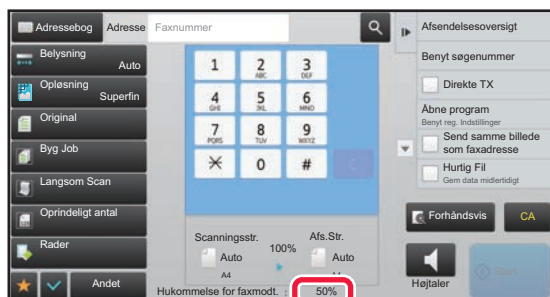 Adressebog
Adresse
Faxnummer
Belysning
Auto
Opløsning
Superfin
Original
Byg Job
Langsom Scan
Oprindeligt antal
Rader
Andet
1
2
ABC
3
DEF
4
GHI
5
JKL
6
MNO
7
PQRS
8
TUV
9
WXYZ
0
#
C
Scanningsstr.
100%
Afs.Str.
Auto
A4
Auto
Hukommelse for faxmodt. :
50%
Afsendelsesoversigt
Benyt søgenummer
Direkte TX
Åbne program
Benyt reg. Indstillinger
Send samme billede
som faxadresse
Hurtig Fil
Gem data midlertidigt
Forhåndsvis
CA
Højtaler
Start